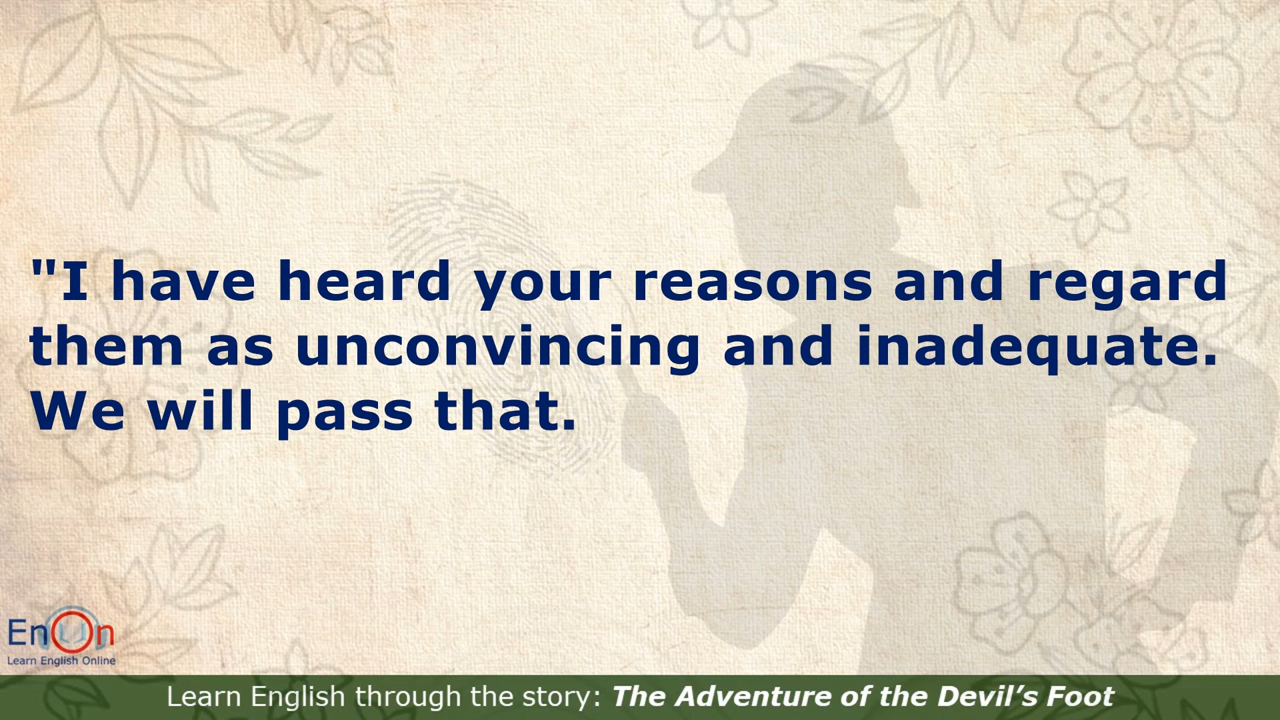 "I have heard your reasons and regard
them as unconvincing and inadequate.
We will pass that.
EnOn
Learn English Online
Learn English through the story: The Adventure of the Devil’s Foot